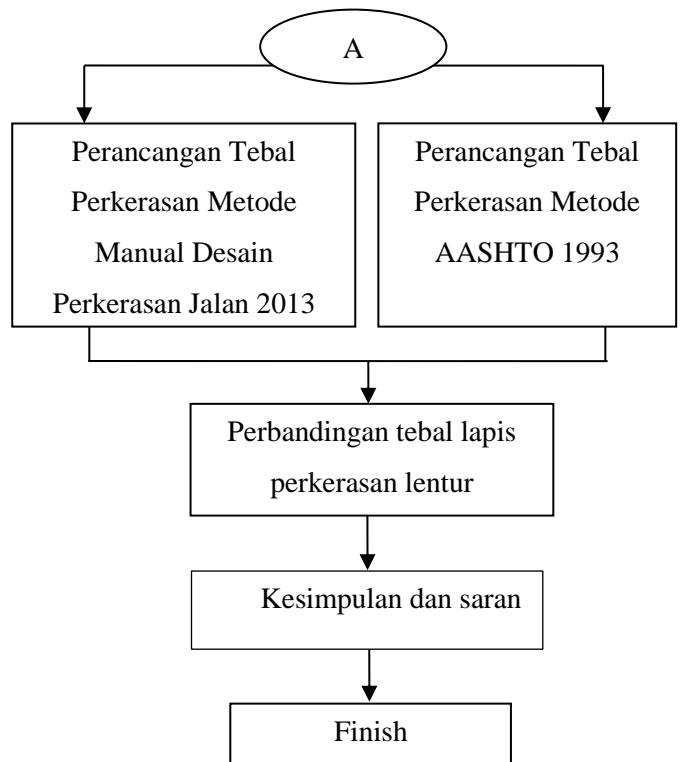 A
Perancangan Tebal
Perkerasan Metode
Manual Desain
Perkerasan Jalan 2013
Perancangan Tebal
Perkerasan Metode
AASHTO 1993
Perbandingan tebal lapis
perkerasan lentur
Kesimpulan dan saran
Finish